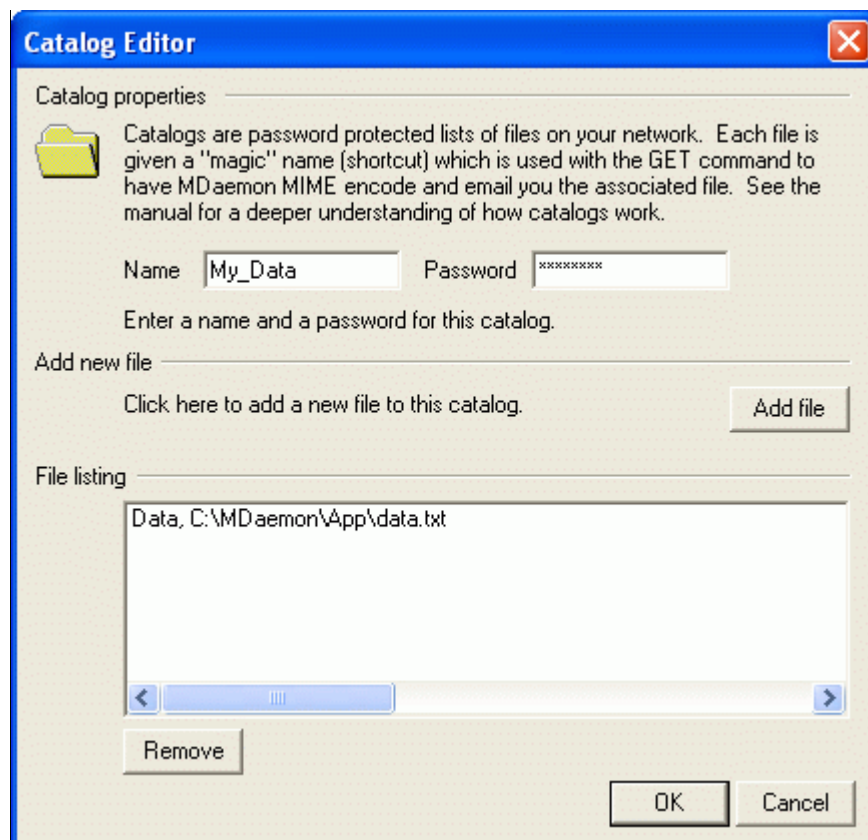 Catalog Editor
Catalog properties
Catalogs are password protected lists of files on your network.  Each file is
given a "magic" name (shortcut) which is used with the GET command to
have MDaemon MIME encode and email you the associated file.  See the
manual for a deeper understanding of how catalogs work.
Name My_Data Password ********
Enter a name and a password for this catalog.
Add new file
Click here to add a new file to this catalog. Add file
File listing
Data, C:\MDaemon\App\data.txt
Remove
OK Cancel